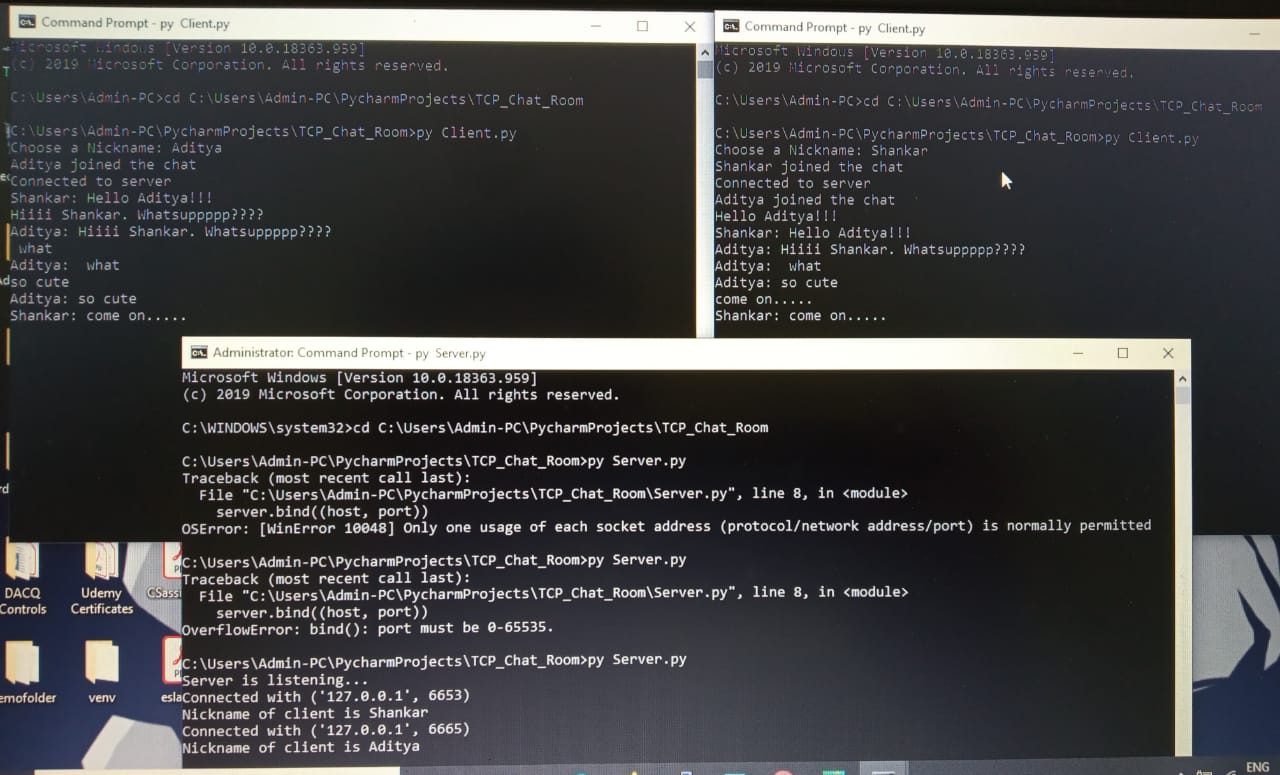 Command Prompt - py Client.py
Microsoft Windows [Version 10.0.18363.959]
(c) 2019 Microsoft Corporation. All rights reserved.
C:\Users\Admin-PC>cd C:\Users\Admin-PC\PycharmProjects\TCP_Chat_Room
C:\Users\Admin-PC\PycharmProjects\TCP_Chat_Room>py Client.py
Choose a Nickname: Aditya
Aditya joined the chat
Connected to server
Shankar: Hello Aditya!!!
Hiiii Shankar. Whatsuppppp????
Aditya: Hiiii Shankar. Whatsuppppp????
what
Aditya:  what
so cute
Aditya: so cute
Shankar: come on.....
Command Prompt - py Client.py
Microsoft Windows [Version 10.0.18363.959]
(c) 2019 Microsoft Corporation. All rights reserved.
C:\Users\Admin-PC>cd C:\Users\Admin-PC\PycharmProjects\TCP_Chat_Room
C:\Users\Admin-PC\PycharmProjects\TCP_Chat_Room>py Client.py
Choose a Nickname: Shankar
Shankar joined the chat
Connected to server
Aditya joined the chat
Hello Aditya!!!
Shankar: Hello Aditya!!!
Aditya: Hiiii Shankar. Whatsuppppp????
Aditya:  what
Aditya: so cute
come on.....
Shankar: come on.....
Administrator: Command Prompt - py Server.py
Microsoft Windows [Version 10.0.18363.959]
(c) 2019 Microsoft Corporation. All rights reserved.
C:\WINDOWS\system32>cd C:\Users\Admin-PC\PycharmProjects\TCP_Chat_Room
C:\Users\Admin-PC\PycharmProjects\TCP_Chat_Room>py Server.py
Traceback (most recent call last):
File "C:\Users\Admin-PC\PycharmProjects\TCP_Chat_Room\Server.py", line 8, in <module>
server.bind((host, port))
OSError: [WinError 10048] Only one usage of each socket address (protocol/network address/port) is normally permitted
C:\Users\Admin-PC\PycharmProjects\TCP_Chat_Room>py Server.py
Traceback (most recent call last):
File "C:\Users\Admin-PC\PycharmProjects\TCP_Chat_Room\Server.py", line 8, in <module>
server.bind((host, port))
OverflowError: bind(): port must be 0-65535.
C:\Users\Admin-PC\PycharmProjects\TCP_Chat_Room>py Server.py
Server is listening...
Connected with ('127.0.0.1', 6653)
Nickname of client is Shankar
Connected with ('127.0.0.1', 6665)
Nickname of client is Aditya
DACQ
Controls
Udemy
Certificates
CSassi
emofolder
venv
esla
ENG